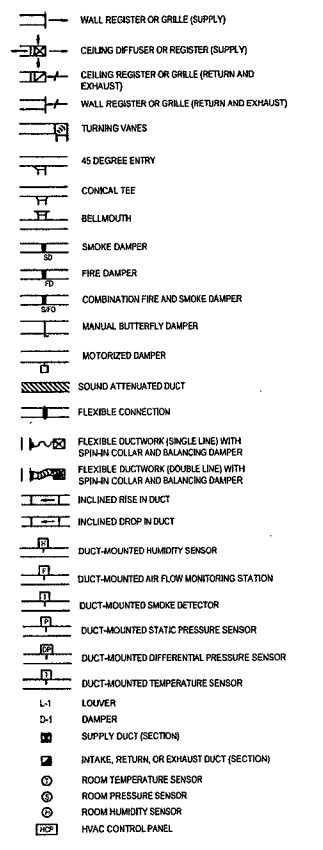 WALL REGISTER OR GRILLE (SUPPLY)
CEILING DIFFUSER OR REGISTER (SUPPLY)
CEILING REGISTER OR GRILLE (RETURN AND
EXHAUST)
WALL REGISTER OR GRILLE (RETURN AND EXHAUST)
TURNING VANES
45 DEGREE ENTRY
CONICAL TEE
BELLMOUTH
SMOKE DAMPER
SD
FIRE DAMPER
FD
COMBINATION FIRE AND SMOKE DAMPER
S/FD
MANUAL BUTTERFLY DAMPER
MOTORIZED DAMPER
SOUND ATTENUATED DUCT
FLEXIBLE CONNECTION
FLEXIBLE DUCTWORK (SINGLE LINE) WITH
SPIN-IN COLLAR AND BALANCING DAMPER
FLEXIBLE DUCTWORK (DOUBLE LINE) WITH
SPIN-IN COLLAR AND BALANCING DAMPER
INCLINED RISE IN DUCT
INCLINED DROP IN DUCT
H DUCT-MOUNTED HUMIDITY SENSOR
F DUCT-MOUNTED AIR FLOW MONITORING STATION
DUCT-MOUNTED SMOKE DETECTOR
P DUCT-MOUNTED STATIC PRESSURE SENSOR
DP DUCT-MOUNTED DIFFERENTIAL PRESSURE SENSOR
T DUCT-MOUNTED TEMPERATURE SENSOR
L-1 LOUVER
D-1 DAMPER
SUPPLY DUCT (SECTION)
INTAKE, RETURN, OR EXHAUST DUCT (SECTION)
T ROOM TEMPERATURE SENSOR
S ROOM PRESSURE SENSOR
H ROOM HUMIDITY SENSOR
HCP HVAC CONTROL PANEL